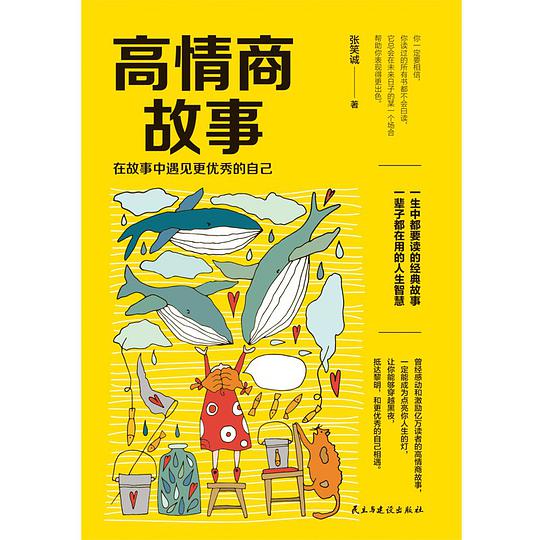 高情商
故事
在故事中遇见更优秀的自己
张笑诚——著
你一定要相信，
你读过的所有书都不会白读，
它总会在未来日子的某一个场合
帮助你表现得更出色。
一生中都要读的经典故事
一辈子都在用的人生智慧
曾经感动和激励亿万读者的高情商故事，
一定能成为点亮你人生的灯，
让你能够穿越黑夜，
抵达黎明，和更优秀的自己相遇。
民主与建设出版社